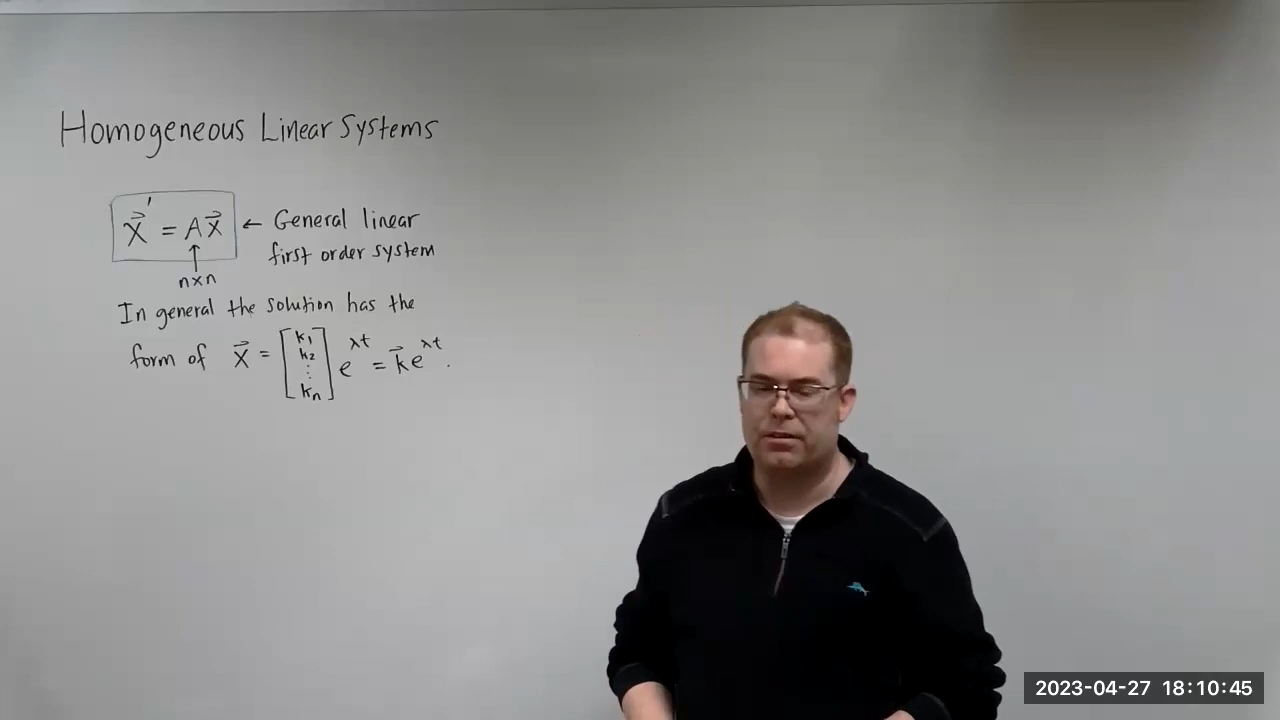 Homogeneous Linear Systems
X⃗' = AX⃗ ← General linear
first order system
↑
n×n
In general the solution has the
form of X⃗ = [k₁ k₂ ⋮ kₙ] e^λt = k⃗e^λt.
2023-04-27 18:10:45